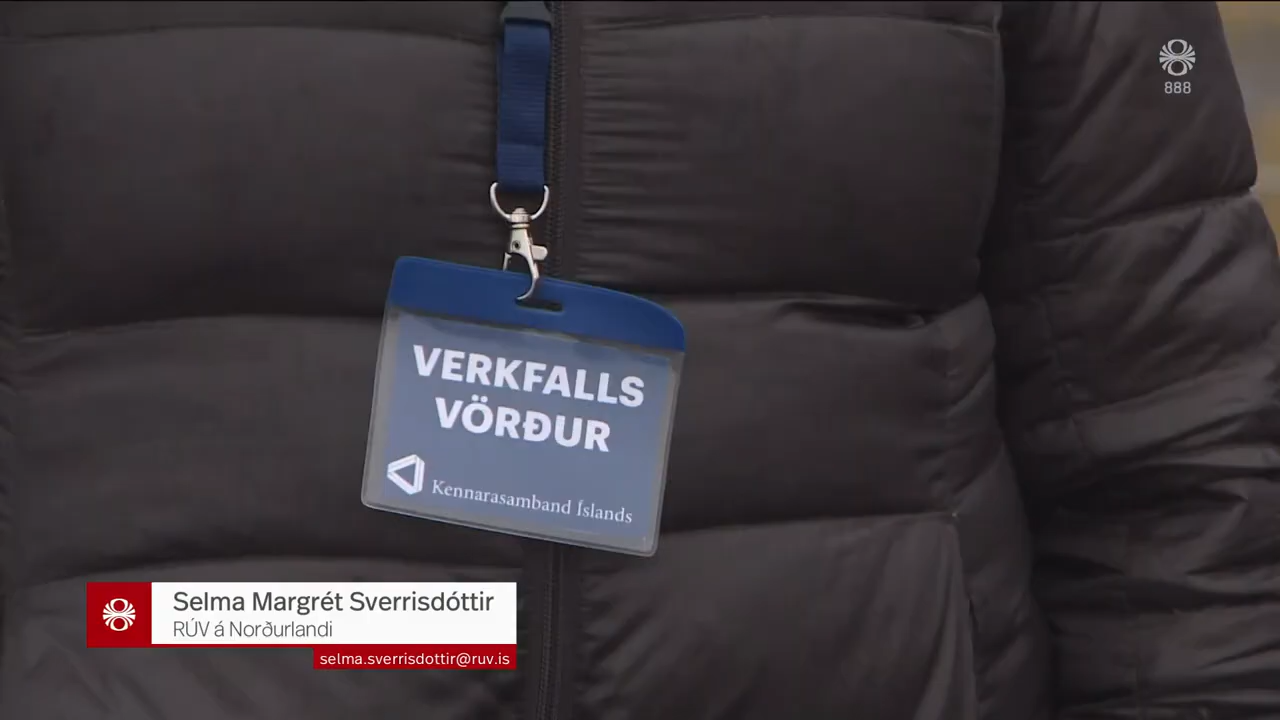 888
VERKFALLS
VÖRÐUR
Kennarasamband Íslands
Selma Margrét Sverrisdóttir
RÚV á Norðurlandi
selma.sverrisdottir@ruv.is